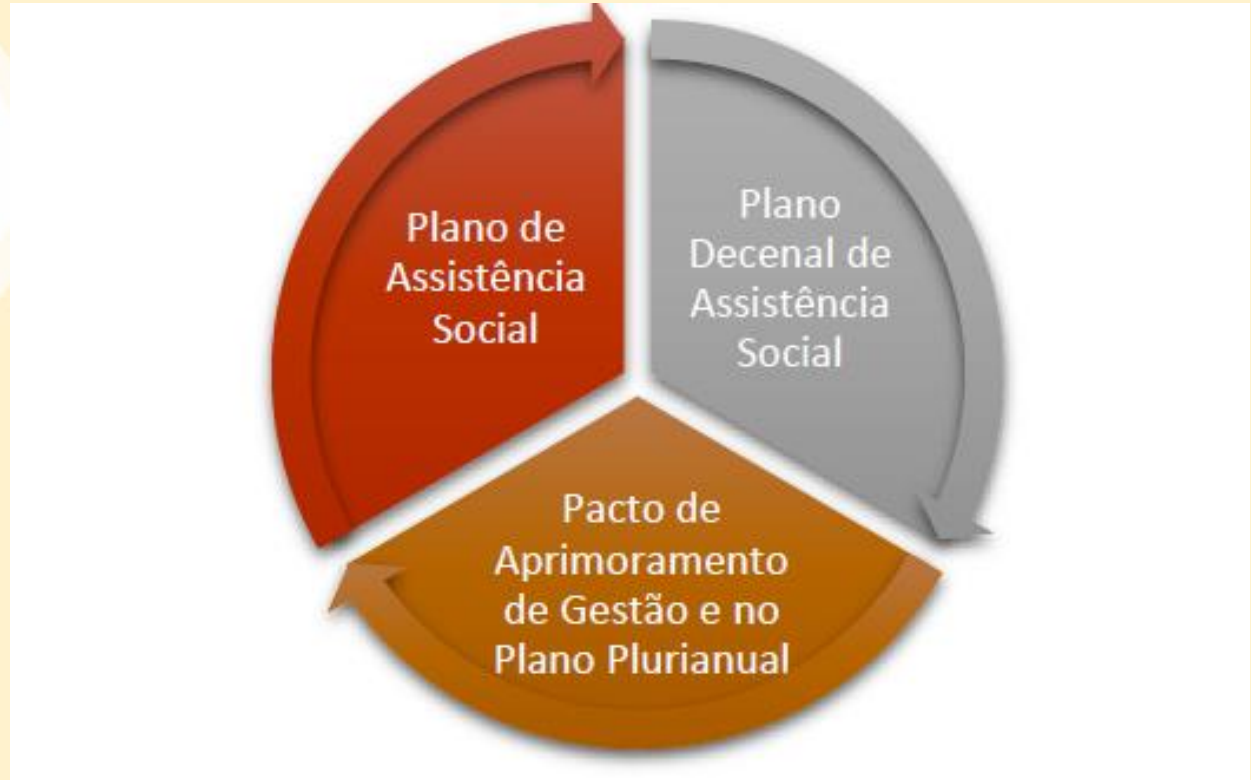 Plano de
Assistência
Social
Plano
Decenal de
Assistência
Social
Pacto de
Aprimoramento
de Gestão e no
Plano Plurianual